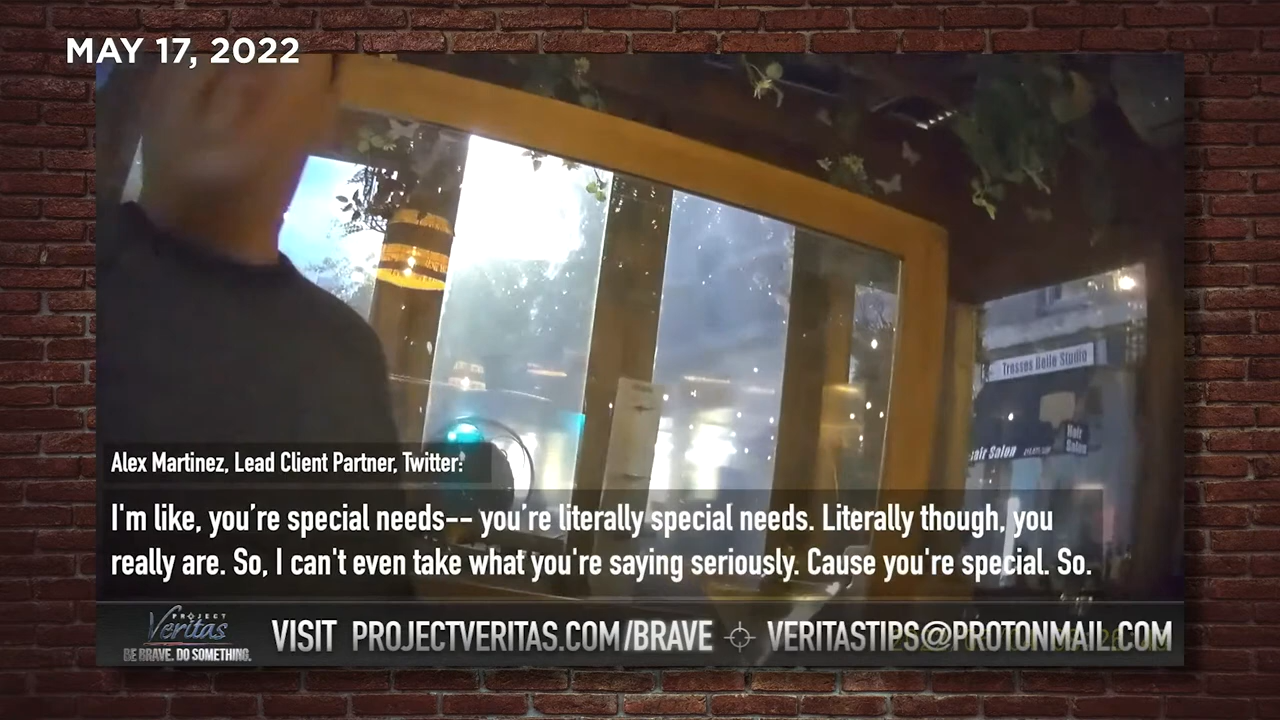 MAY 17, 2022
Tresses Belle Studio
Hair
Salon
Hair Salon
Alex Martinez, Lead Client Partner, Twitter:
I'm like, you're special needs-- you're literally special needs. Literally though, you
really are. So, I can't even take what you're saying seriously. Cause you're special. So.
PROJECT
Veritas
BE BRAVE. DO SOMETHING.
VISIT PROJECTVERITAS.COM/BRAVE VERITASTIPS@PROTONMAIL.COM